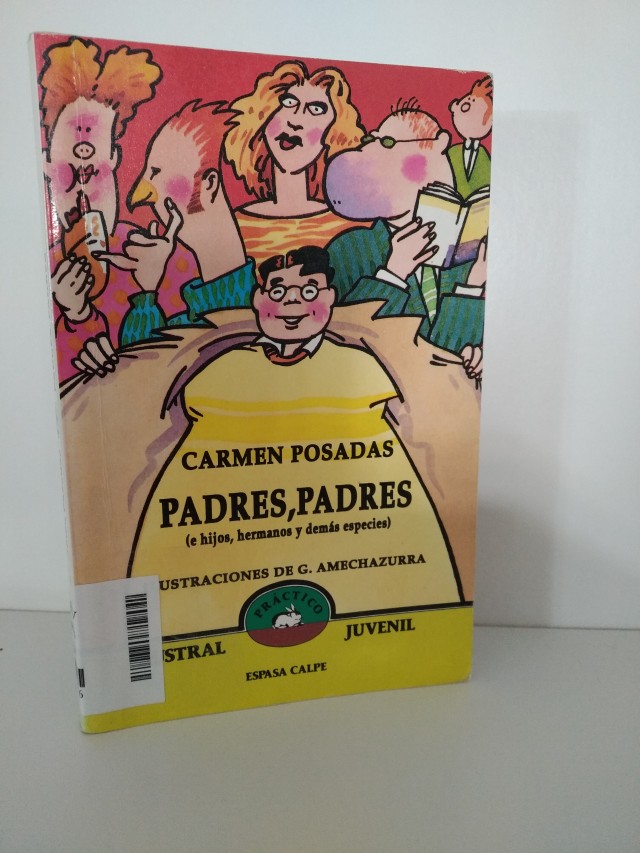 CARMEN POSADAS
PADRES, PADRES
(e hijos, hermanos y demás especies)
USTRACIONES DE G. AMECHAZURRA
PRÁCTICO
STRAL JUVENIL
ESPASA CALPE